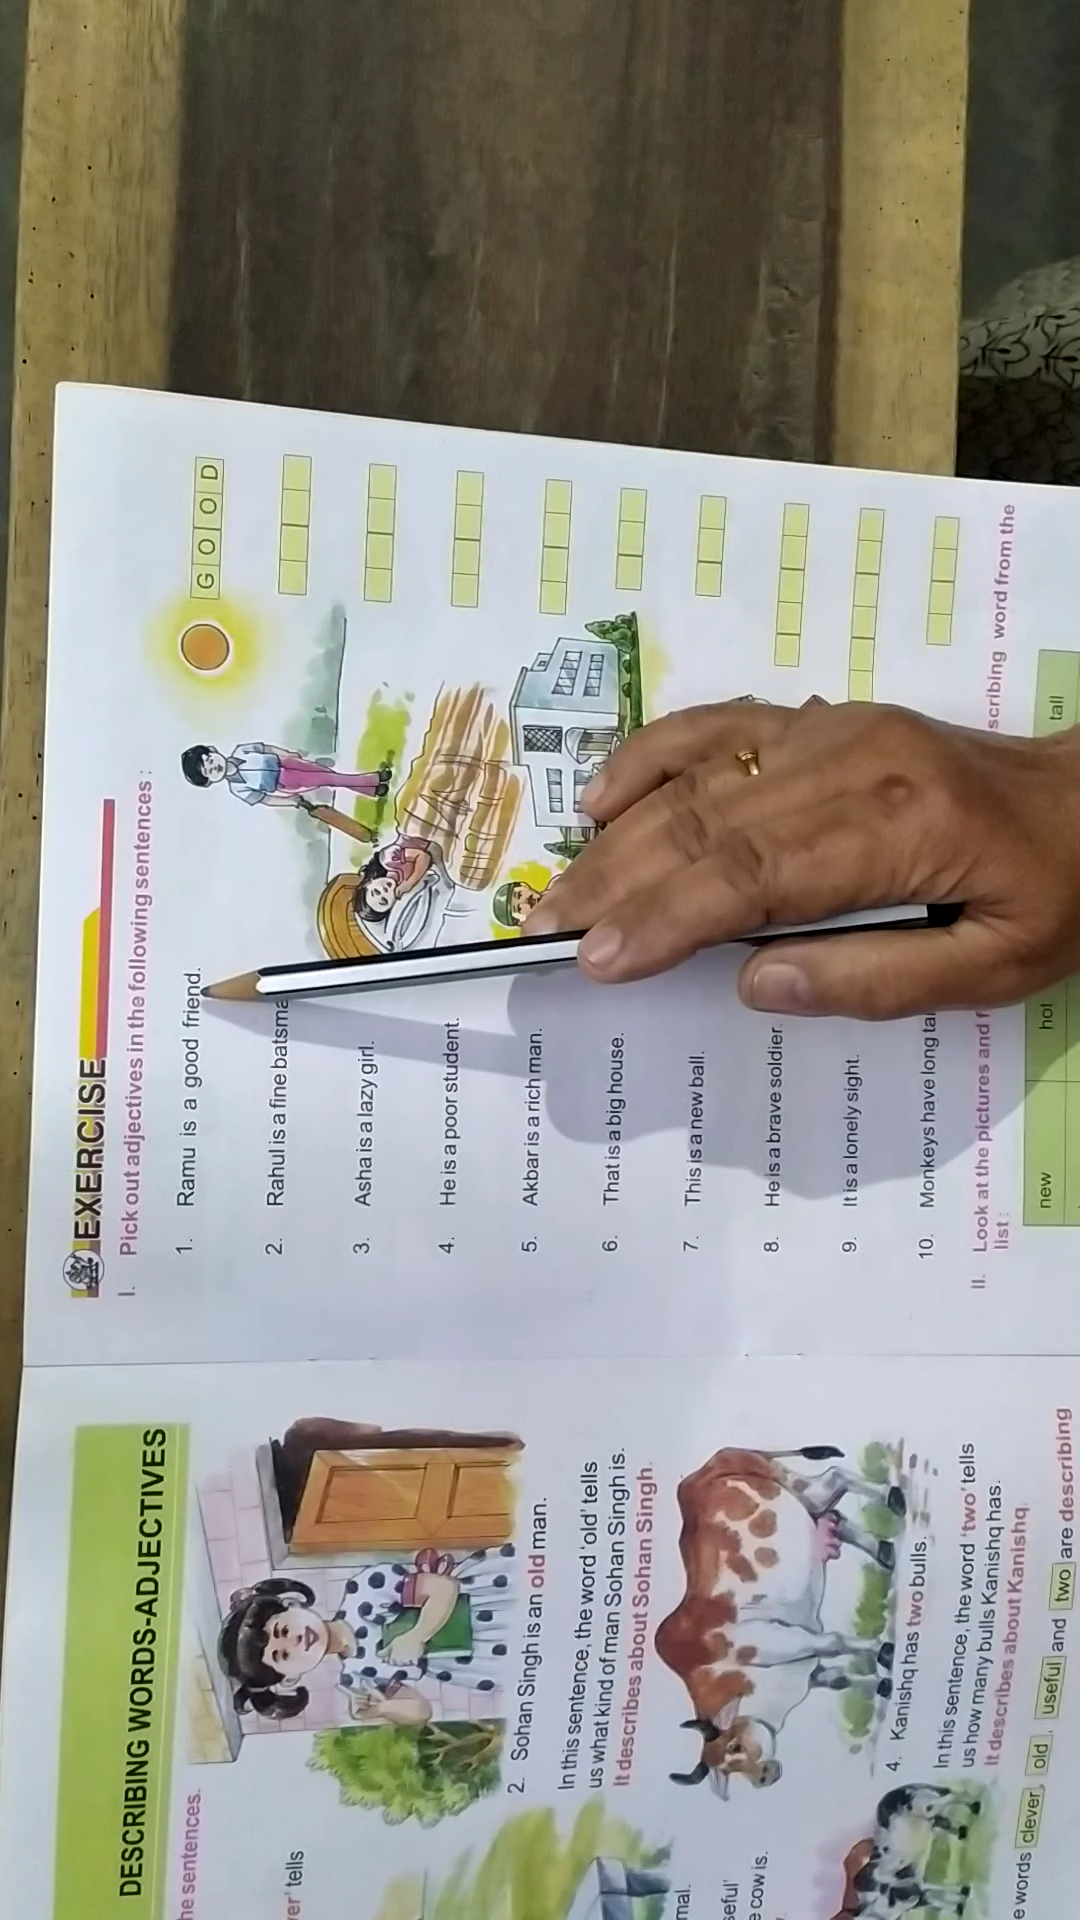 DESCRIBING WORDS-ADJECTIVES
he sentences.
tells
2. Sohan Singh is an old man.
In this sentence, the word 'old' tells
us what kind of man Sohan Singh is.
It describes about Sohan Singh.
e cow is.
4. Kanishq has two bulls.
In this sentence, the word 'two' tells
us how many bulls Kanishq has.
It describes about Kanishq
e words clever, old, useful and two are describing
EXERCISE
I. Pick out adjectives in the following sentences :
1. Ramu is a good friend. GOOD
2. Rahul is a fine batsma
3. Asha is a lazy girl.
4. He is a poor student.
5. Akbar is a rich man.
6. That is a big house.
7. This is a new ball.
8. He is a brave soldier.
9. It is a lonely sight.
10. Monkeys have long tai
II. Look at the pictures and f scribing word from the
list :
new hot tall